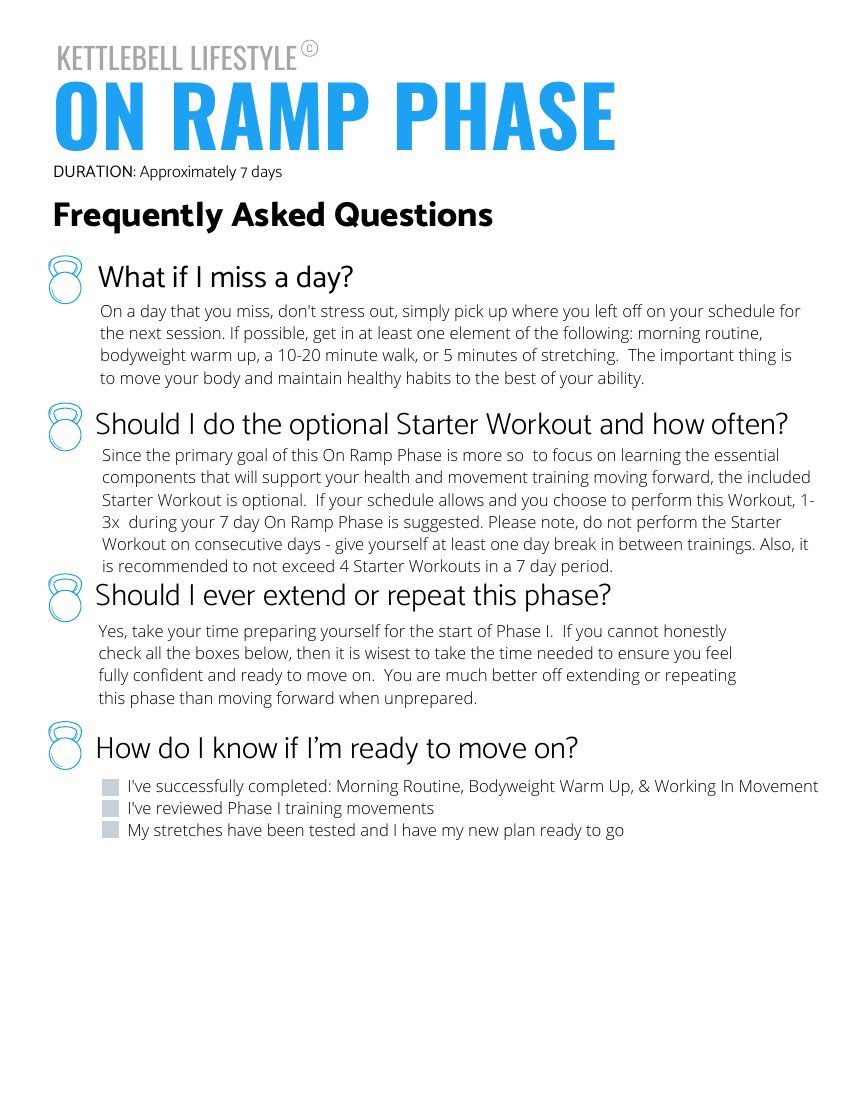 KETTLEBELL LIFESTYLE©
ON RAMP PHASE
DURATION: Approximately 7 days
Frequently Asked Questions
What if I miss a day?
On a day that you miss, don't stress out, simply pick up where you left off on your schedule for
the next session. If possible, get in at least one element of the following: morning routine,
bodyweight warm up, a 10-20 minute walk, or 5 minutes of stretching.  The important thing is
to move your body and maintain healthy habits to the best of your ability.
Should I do the optional Starter Workout and how often?
Since the primary goal of this On Ramp Phase is more so  to focus on learning the essential
components that will support your health and movement training moving forward, the included
Starter Workout is optional.  If your schedule allows and you choose to perform this Workout, 1-
3x  during your 7 day On Ramp Phase is suggested. Please note, do not perform the Starter
Workout on consecutive days - give yourself at least one day break in between trainings. Also, it
is recommended to not exceed 4 Starter Workouts in a 7 day period.
Should I ever extend or repeat this phase?
Yes, take your time preparing yourself for the start of Phase I.  If you cannot honestly
check all the boxes below, then it is wisest to take the time needed to ensure you feel
fully confident and ready to move on.  You are much better off extending or repeating
this phase than moving forward when unprepared.
How do I know if I'm ready to move on?
I've successfully completed: Morning Routine, Bodyweight Warm Up, & Working In Movement
I've reviewed Phase I training movements
My stretches have been tested and I have my new plan ready to go